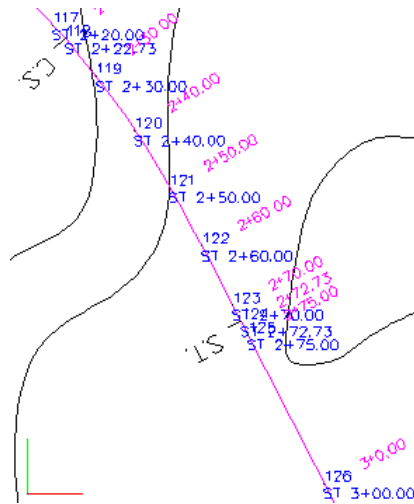 117
118
ST 2+20.00
ST 2+22.73
C.S.
119
ST 2+30.00
2+40.00
120
ST 2+40.00
2+50.00
121
ST 2+50.00
2+60.00
122
ST 2+60.00
2+70.00
2+72.73
2+75.00
123
ST 2+70.00
124
ST 2+72.73
125
ST 2+75.00
S.T.
3+0.00
126
ST 3+00.00